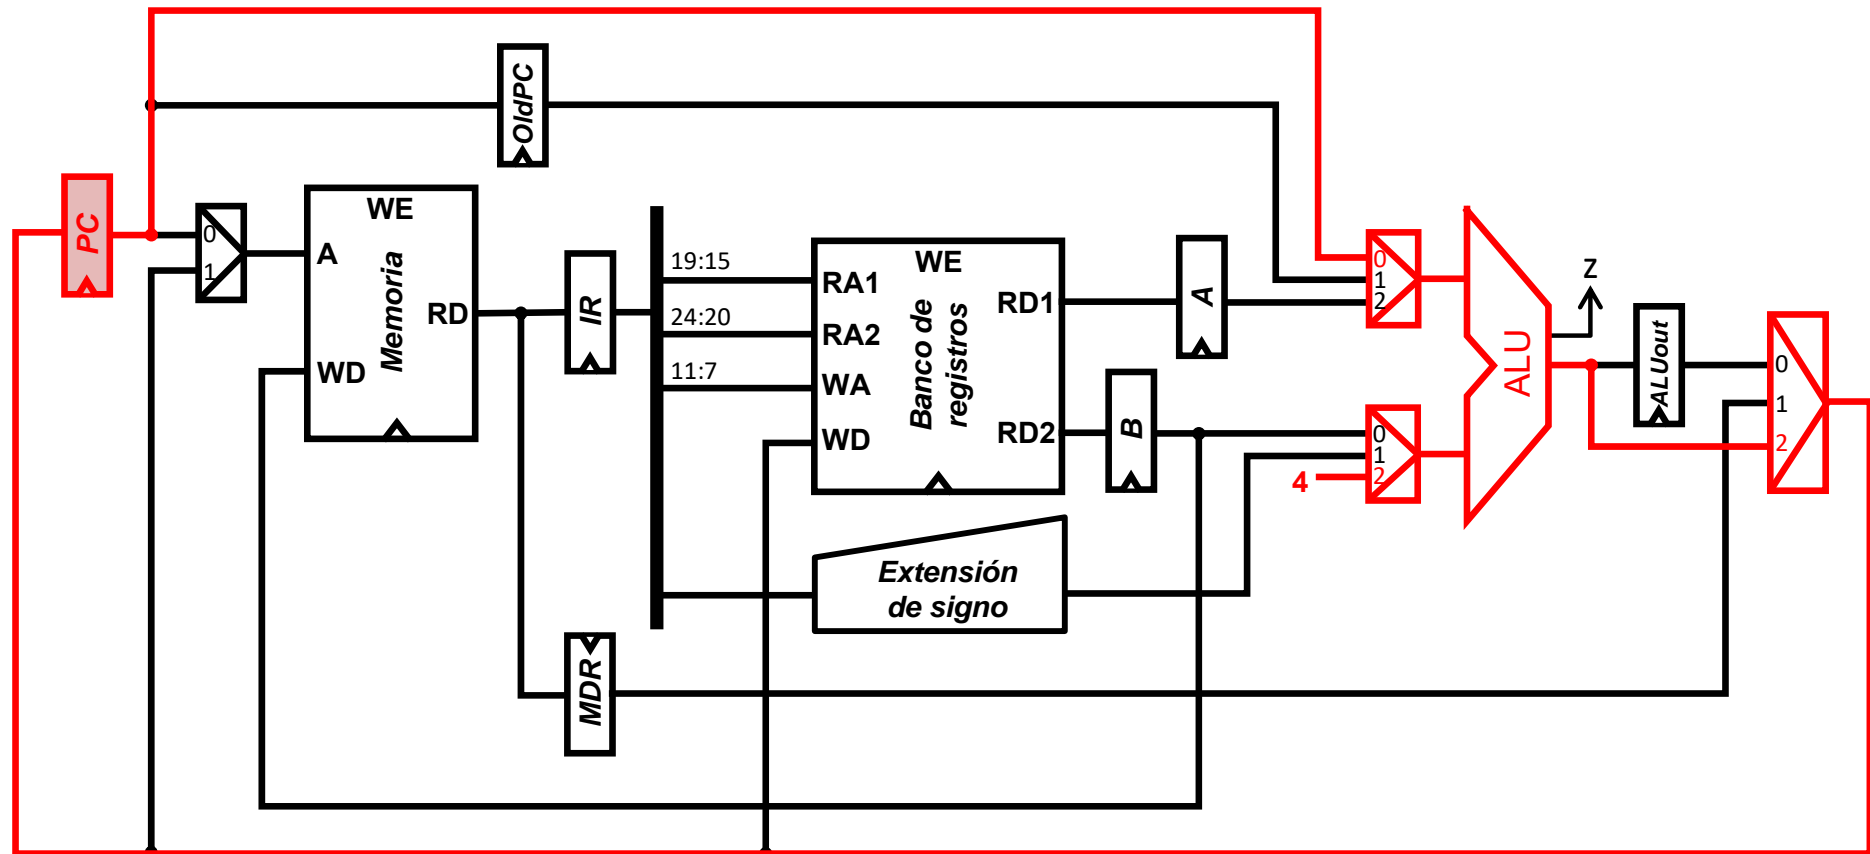 OldPC
PC
0
1
A
WE
Memoria
RD
WD
IR
19:15
24:20
11:7
RA1
RA2
WA
WD
WE
Banco de
registros
RD1
RD2
A
B
0
1
2
0
1
2
4
ALU
Z
ALUout
0
1
2
Extensión
de signo
MDR